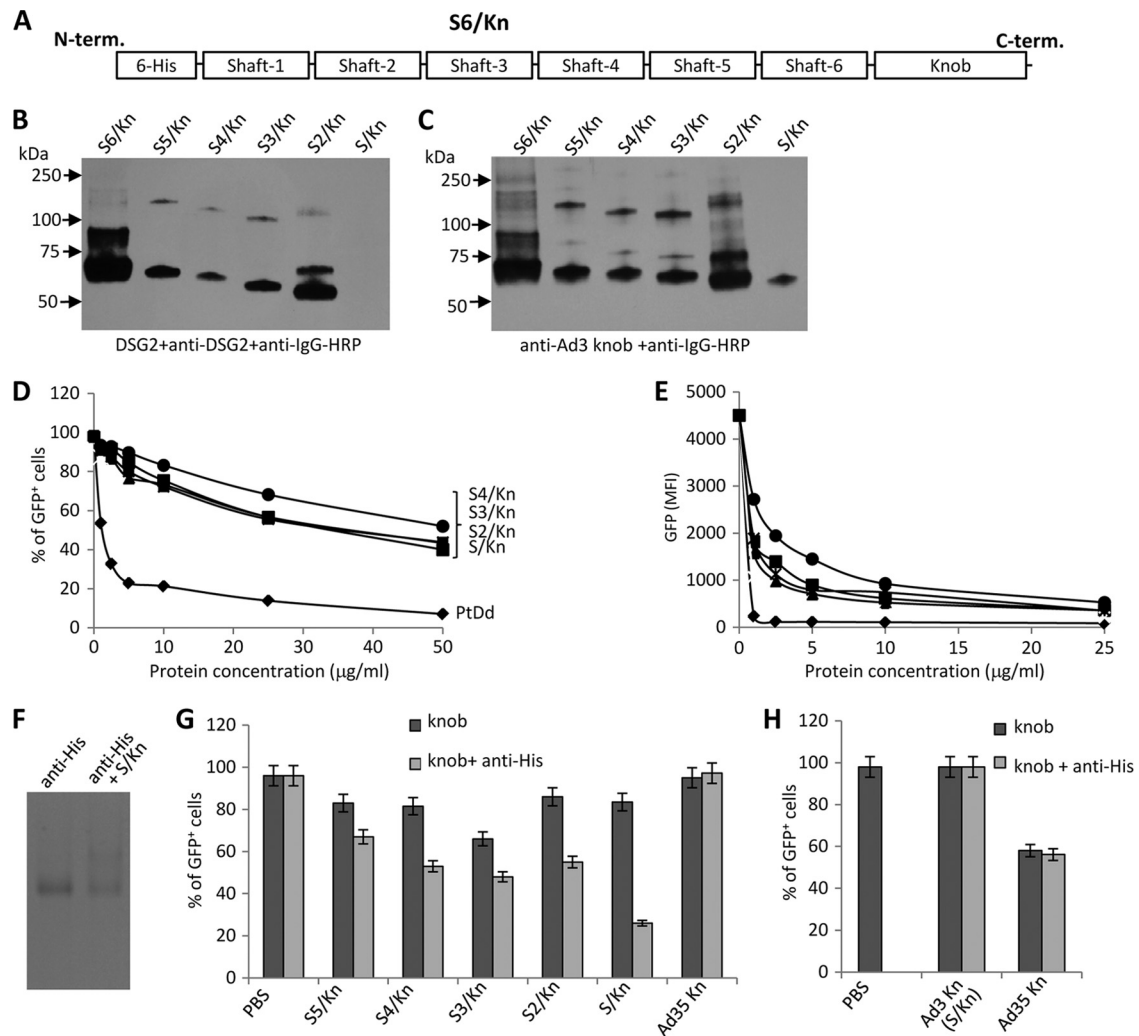 A
S6/Kn
N-term.
C-term.
6-His Shaft-1 Shaft-2 Shaft-3 Shaft-4 Shaft-5 Shaft-6 Knob
B
S6/Kn S5/Kn S4/Kn S3/Kn S2/Kn S/Kn
kDa
250
100
75
50
DSG2+anti-DSG2+anti-IgG-HRP
C
S6/Kn S5/Kn S4/Kn S3/Kn S2/Kn S/Kn
kDa
250
100
75
50
anti-Ad3 knob +anti-IgG-HRP
D
% of GFP+ cells
120
100
80
60
40
20
0
0 10 20 30 40 50
Protein concentration (µg/ml)
S4/Kn
S3/Kn
S2/Kn
S/Kn
PtDd
E
GFP (MFI)
5000
4000
3000
2000
1000
0
0 5 10 15 20 25
Protein concentration (µg/ml)
F
anti-His
anti-His
+ S/Kn
G
knob
knob+ anti-His
% of GFP+ cells
120
100
80
60
40
20
0
PBS S5/Kn S4/Kn S3/Kn S2/Kn S/Kn Ad35 Kn
H
knob
knob + anti-His
% of GFP+ cells
120
100
80
60
40
20
0
PBS
Ad3 Kn
(S/Kn)
Ad35 Kn